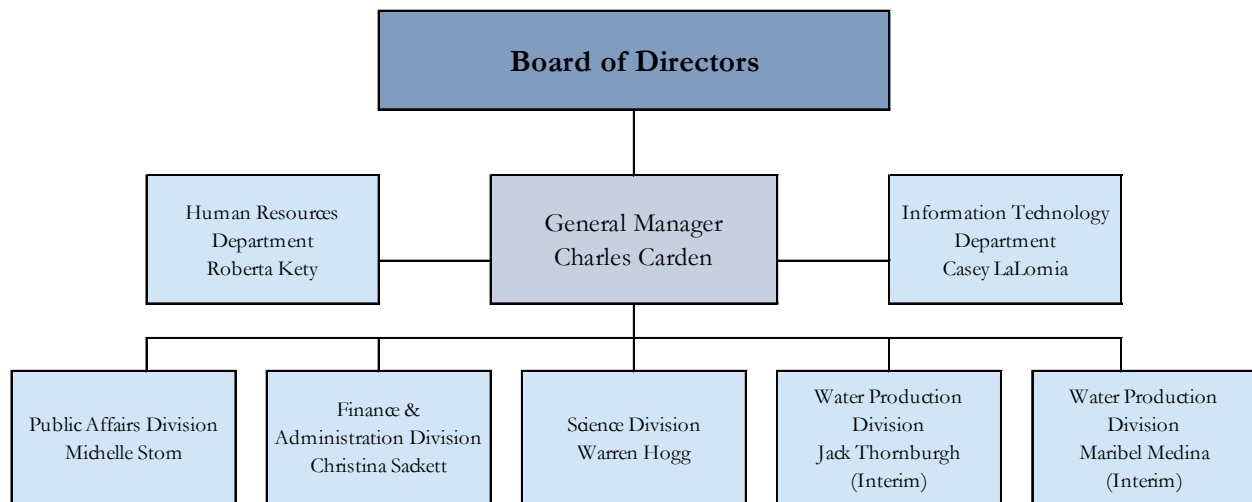 Board of Directors
Human Resources
Department
Roberta Kety
General Manager
Charles Carden
Information Technology
Department
Casey LaLomia
Public Affairs Division
Michelle Stom
Finance &
Administration Division
Christina Sackett
Science Division
Warren Hogg
Water Production
Division
Jack Thornburgh
(Interim)
Water Production
Division
Maribel Medina
(Interim)